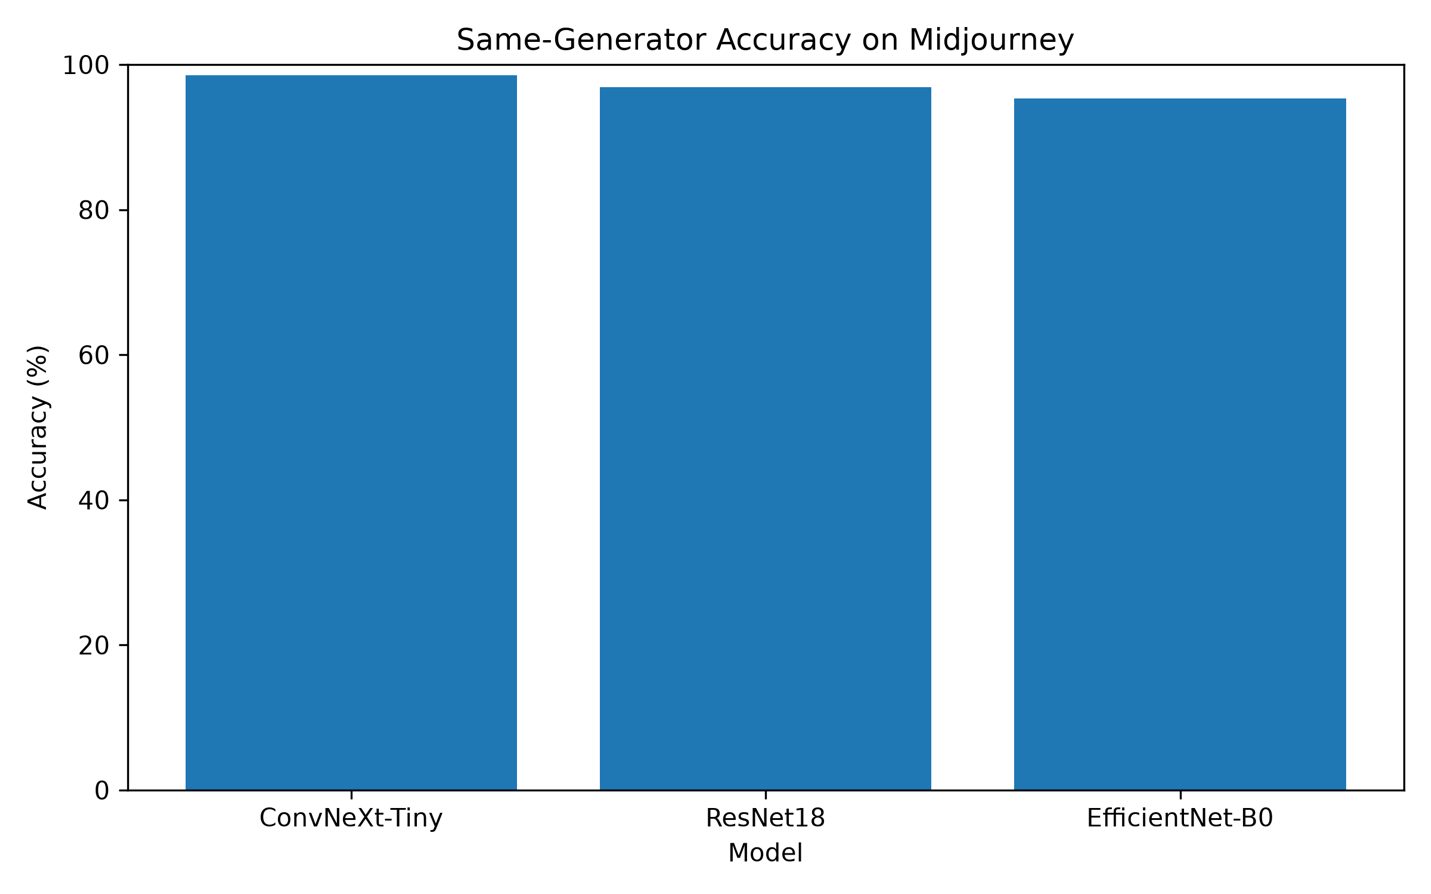 Same-Generator Accuracy on Midjourney
100
80
60
40
20
0
Accuracy (%)
ConvNeXt-Tiny
ResNet18
EfficientNet-B0
Model